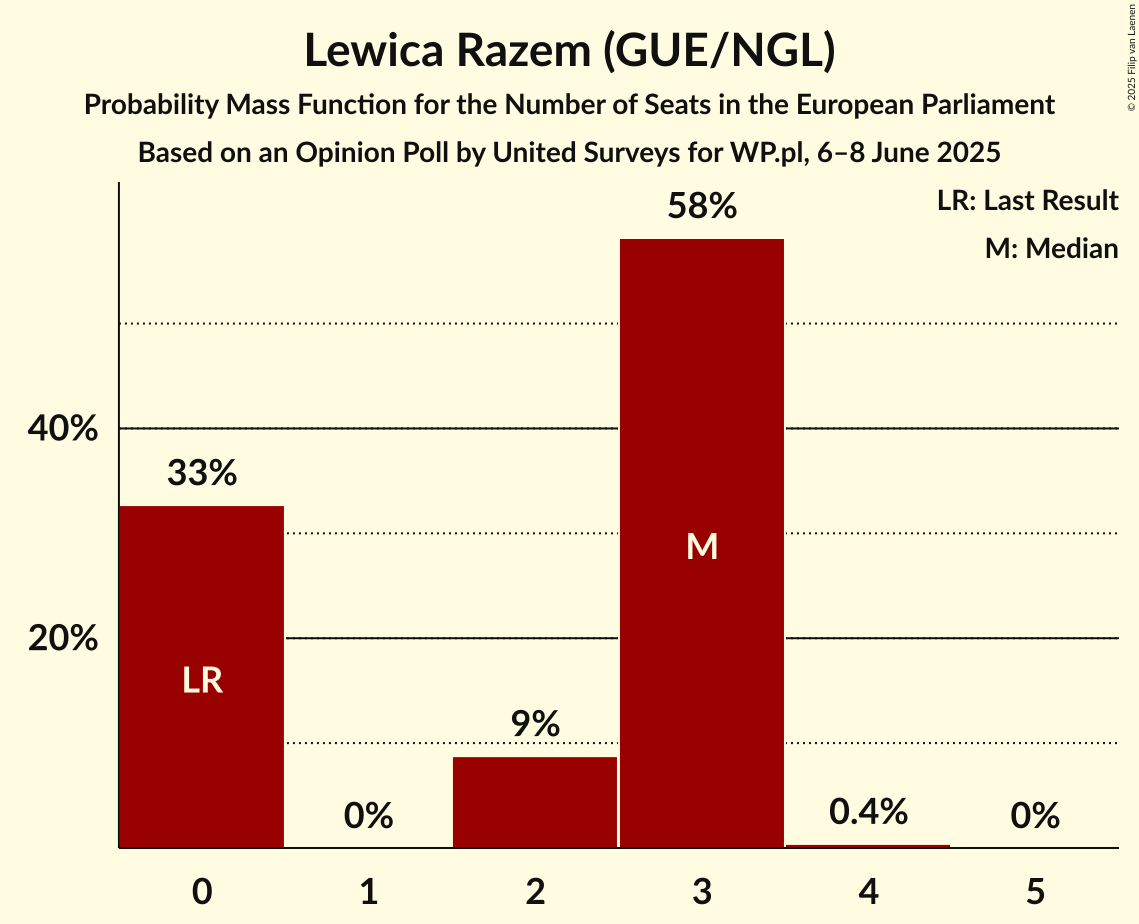 Lewica Razem (GUE/NGL)
Probability Mass Function for the Number of Seats in the European Parliament
Based on an Opinion Poll by United Surveys for WP.pl, 6–8 June 2025
LR: Last Result
M: Median
58%
40%
33%
M
20%
LR
9%
0%
0.4%
0%
0 1 2 3 4 5
© 2025 Filip van Laenen